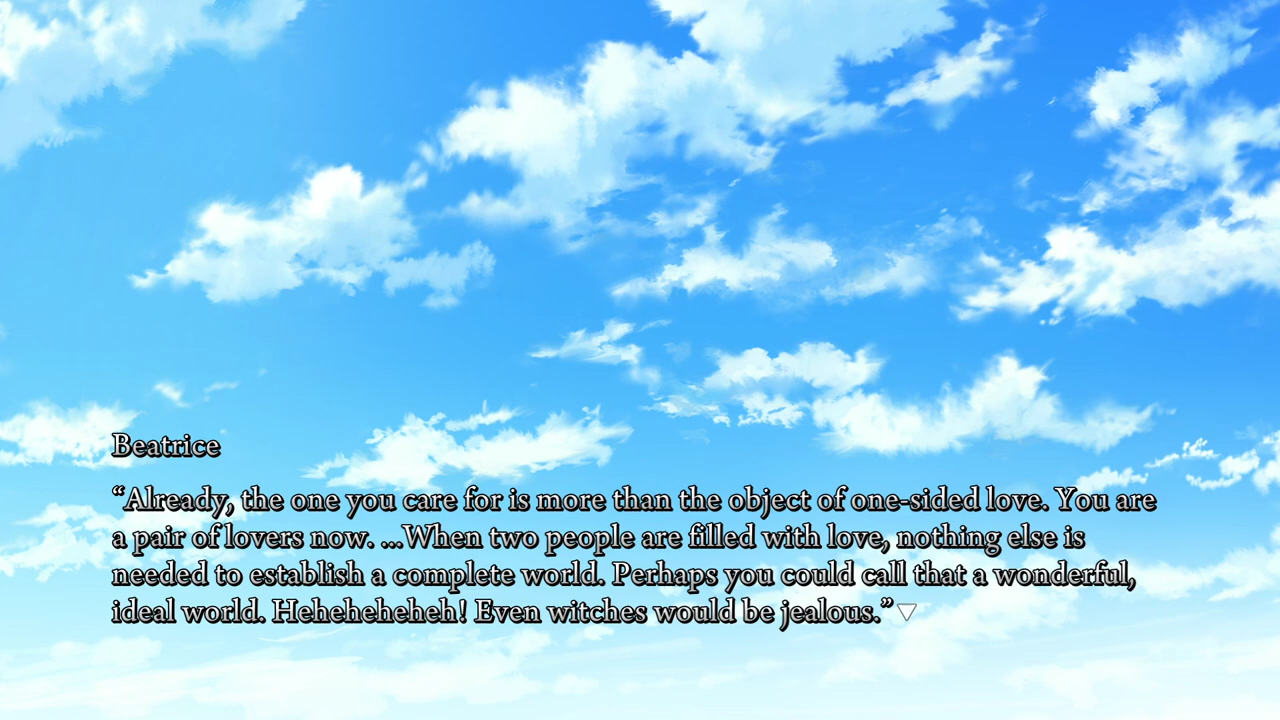 Beatrice
“Already, the one you care for is more than the object of one-sided love. You are
a pair of lovers now. ...When two people are filled with love, nothing else is
needed to establish a complete world. Perhaps you could call that a wonderful,
ideal world. Heheheheheh! Even witches would be jealous.”